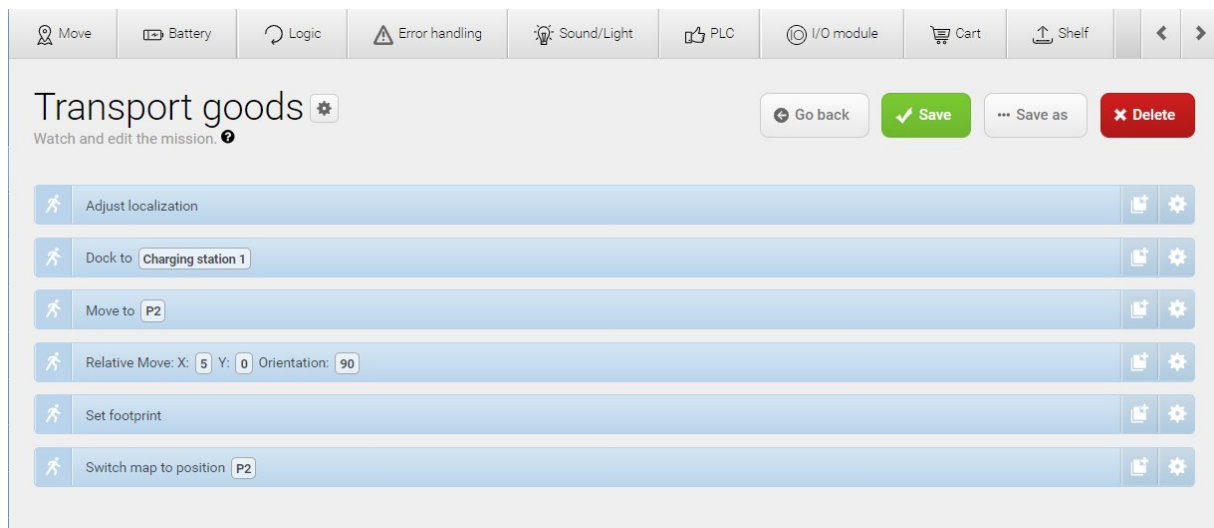 Move Battery Logic Error handling Sound/Light PLC I/O module Cart Shelf
Transport goods
Go back Save Save as Delete
Watch and edit the mission.
Adjust localization
Dock to Charging station 1
Move to P2
Relative Move: X: 5 Y: 0 Orientation: 90
Set footprint
Switch map to position P2